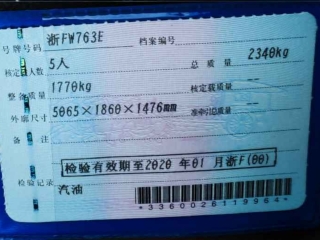 号牌号码 浙FW763E 档案编号
核定人数 5人 总质量 2340kg
整备质量 1770kg 核定载质量 --
外廓尺寸 5065×1860×1476mm 准牵引总质量 --
备注
检验有效期至2020年01月浙F(00)
检验记录 汽油
*3360026119964*